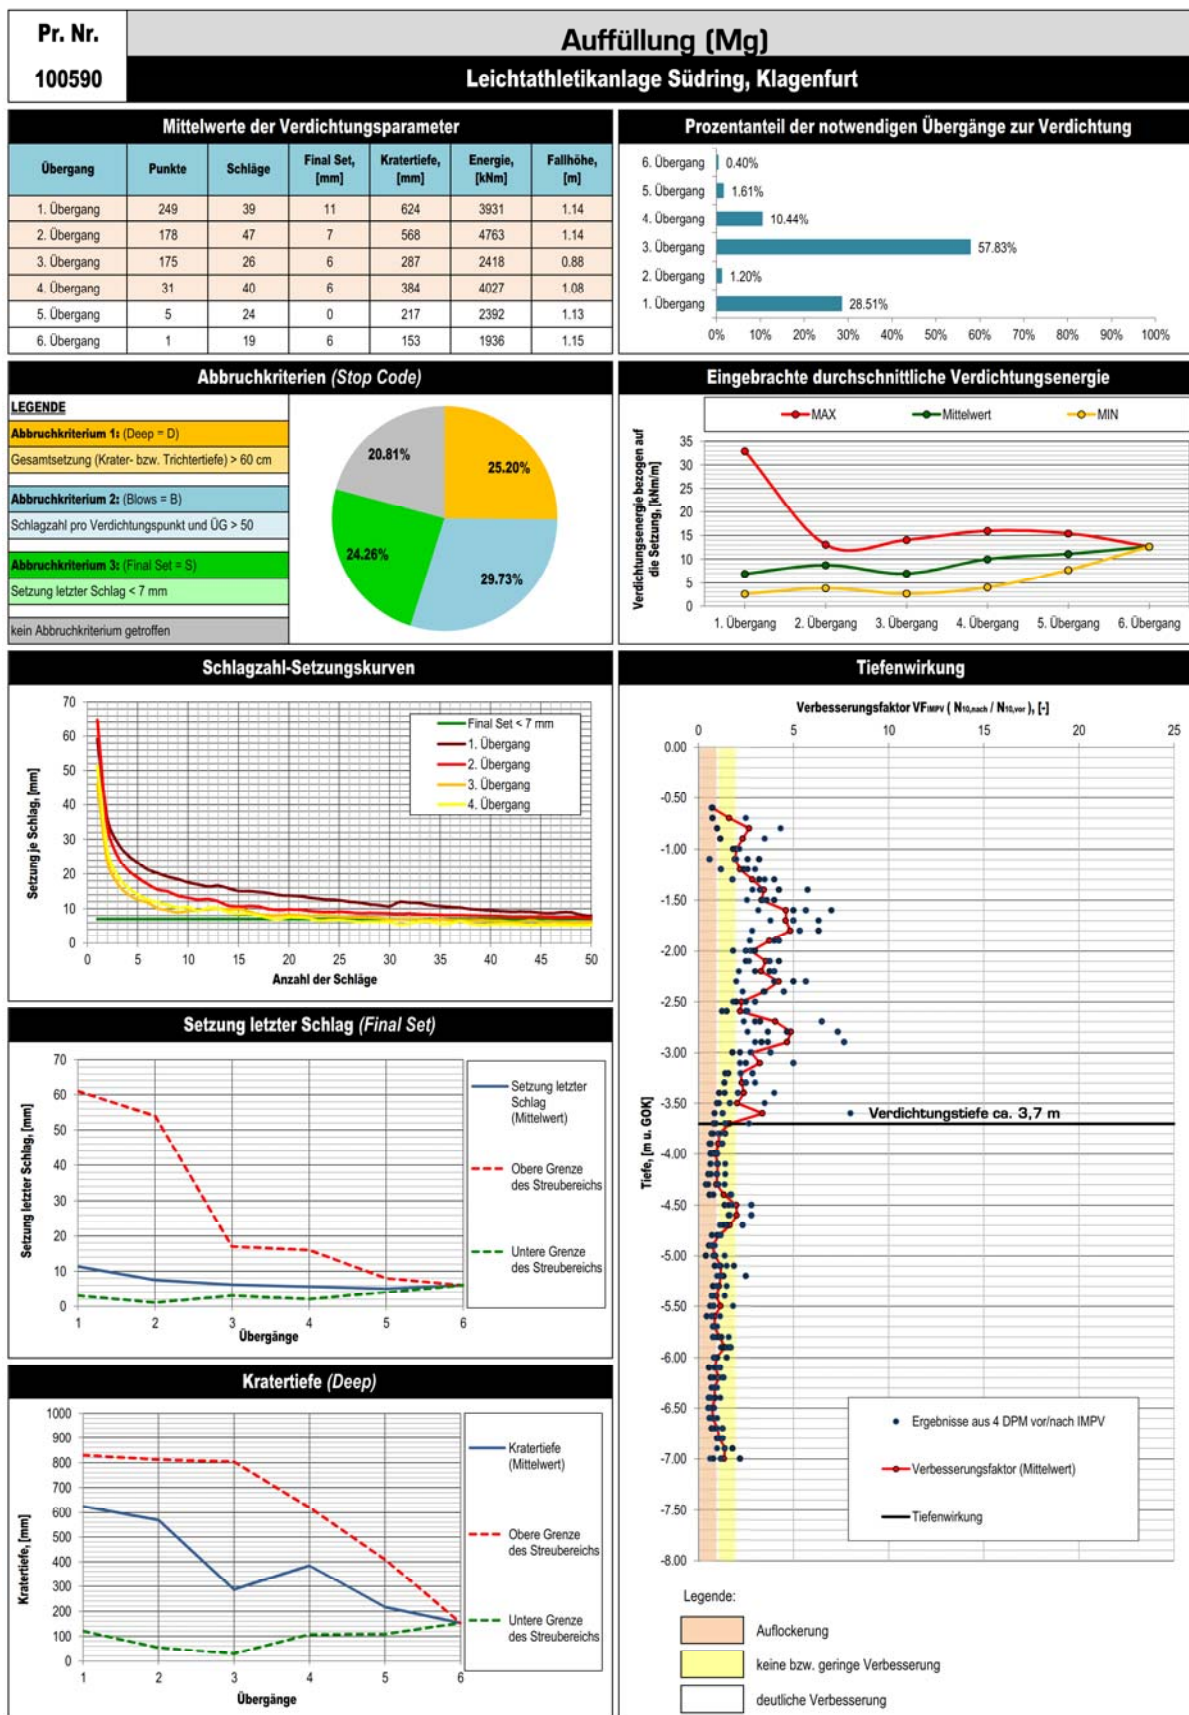 Pr. Nr.
100590
Auffüllung (Mg)
Leichtathletikanlage Südring, Klagenfurt
Mittelwerte der Verdichtungsparameter
Übergang Punkte Schläge Final Set, [mm] Kratertiefe, [mm] Energie, [kNm] Fallhöhe, [m]
1. Übergang 249 39 11 624 3931 1.14
2. Übergang 178 47 7 568 4763 1.14
3. Übergang 175 26 6 287 2418 0.88
4. Übergang 31 40 6 384 4027 1.08
5. Übergang 5 24 0 217 2392 1.13
6. Übergang 1 19 6 153 1936 1.15
Prozentanteil der notwendigen Übergänge zur Verdichtung
6. Übergang 0.40%
5. Übergang 1.61%
4. Übergang 10.44%
3. Übergang 57.83%
2. Übergang 1.20%
1. Übergang 28.51%
0% 10% 20% 30% 40% 50% 60% 70% 80% 90% 100%
Abbruchkriterien (Stop Code)
LEGENDE
Abbruchkriterium 1: (Deep = D)
Gesamtsetzung (Krater- bzw. Trichtertiefe) > 60 cm
Abbruchkriterium 2: (Blows = B)
Schlagzahl pro Verdichtungspunkt und ÜG > 50
Abbruchkriterium 3: (Final Set = S)
Setzung letzter Schlag < 7 mm
kein Abbruchkriterium getroffen
20.81%
25.20%
24.26%
29.73%
Eingebrachte durchschnittliche Verdichtungsenergie
MAX Mittelwert MIN
Verdichtungsenergie bezogen auf
die Setzung, [kNm/m]
35
30
25
20
15
10
5
0
1. Übergang 2. Übergang 3. Übergang 4. Übergang 5. Übergang 6. Übergang
Schlagzahl-Setzungskurven
Setzung je Schlag, [mm]
70
60
50
40
30
20
10
0
Final Set < 7 mm
1. Übergang
2. Übergang
3. Übergang
4. Übergang
0 5 10 15 20 25 30 35 40 45 50
Anzahl der Schläge
Setzung letzter Schlag (Final Set)
Setzung letzter Schlag, [mm]
70
60
50
40
30
20
10
0
1 2 3 4 5 6
Übergänge
Setzung letzter
Schlag
(Mittelwert)
Obere Grenze
des Streubereichs
Untere Grenze
des Streubereichs
Kratertiefe (Deep)
Kratertiefe, [mm]
1000
900
800
700
600
500
400
300
200
100
0
1 2 3 4 5 6
Übergänge
Kratertiefe
(Mittelwert)
Obere Grenze
des Streubereichs
Untere Grenze
des Streubereichs
Tiefenwirkung
Verbesserungsfaktor VFIMPV ( N10,nach / N10,vor ), [-]
0 5 10 15 20 25
Tiefe, [m u. GOK]
0.00
-0.50
-1.00
-1.50
-2.00
-2.50
-3.00
-3.50
-4.00
-4.50
-5.00
-5.50
-6.00
-6.50
-7.00
-7.50
-8.00
Verdichtungstiefe ca. 3,7 m
Ergebnisse aus 4 DPM vor/nach IMPV
Verbesserungsfaktor (Mittelwert)
Tiefenwirkung
Legende:
Auflockerung
keine bzw. geringe Verbesserung
deutliche Verbesserung